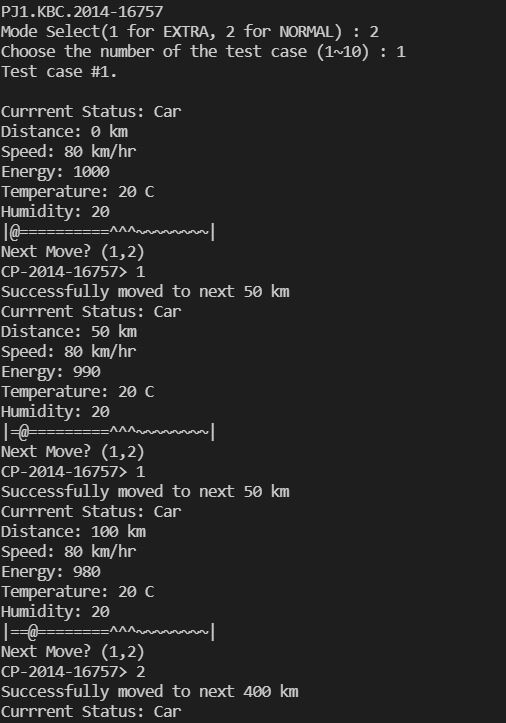 PJ1.KBC.2014-16757
Mode Select(1 for EXTRA, 2 for NORMAL) : 2
Choose the number of the test case (1~10) : 1
Test case #1.
Currrent Status: Car
Distance: 0 km
Speed: 80 km/hr
Energy: 1000
Temperature: 20 C
Humidity: 20
|@==========^^^~~~~~~~~|
Next Move? (1,2)
CP-2014-16757> 1
Successfully moved to next 50 km
Currrent Status: Car
Distance: 50 km
Speed: 80 km/hr
Energy: 990
Temperature: 20 C
Humidity: 20
|=@=========^^^~~~~~~~~|
Next Move? (1,2)
CP-2014-16757> 1
Successfully moved to next 50 km
Currrent Status: Car
Distance: 100 km
Speed: 80 km/hr
Energy: 980
Temperature: 20 C
Humidity: 20
|==@========^^^~~~~~~~~|
Next Move? (1,2)
CP-2014-16757> 2
Successfully moved to next 400 km
Currrent Status: Car